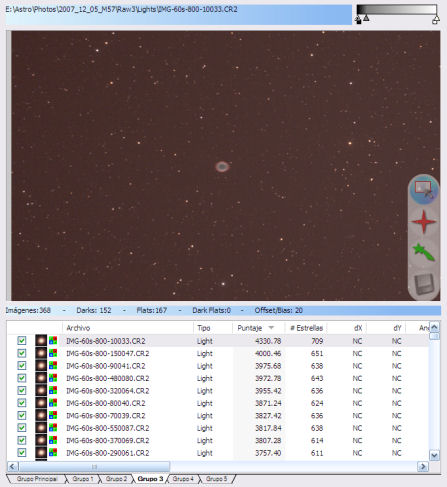 E:\Astro\Photos\2007_12_05_M57\Raw3\Lights\IMG-60s-800-10033.CR2
Imágenes:368 - Darks: 152 - Flats:167 - Dark Flats:0 - Offset/Bias: 20
Archivo Tipo Puntaje # Estrellas dX dY An
IMG-60s-800-10033.CR2 Light 4330.78 709 NC NC
IMG-60s-800-150047.CR2 Light 4000.46 651 NC NC
IMG-60s-800-90041.CR2 Light 3975.68 638 NC NC
IMG-60s-800-480080.CR2 Light 3972.78 643 NC NC
IMG-60s-800-320064.CR2 Light 3955.42 636 NC NC
IMG-60s-800-80040.CR2 Light 3871.24 624 NC NC
IMG-60s-800-70039.CR2 Light 3827.42 636 NC NC
IMG-60s-800-550087.CR2 Light 3817.84 638 NC NC
IMG-60s-800-370069.CR2 Light 3807.28 614 NC NC
IMG-60s-800-290061.CR2 Light 3757.40 611 NC NC
Grupo Principal Grupo 1 Grupo 2 Grupo 3 Grupo 4 Grupo 5